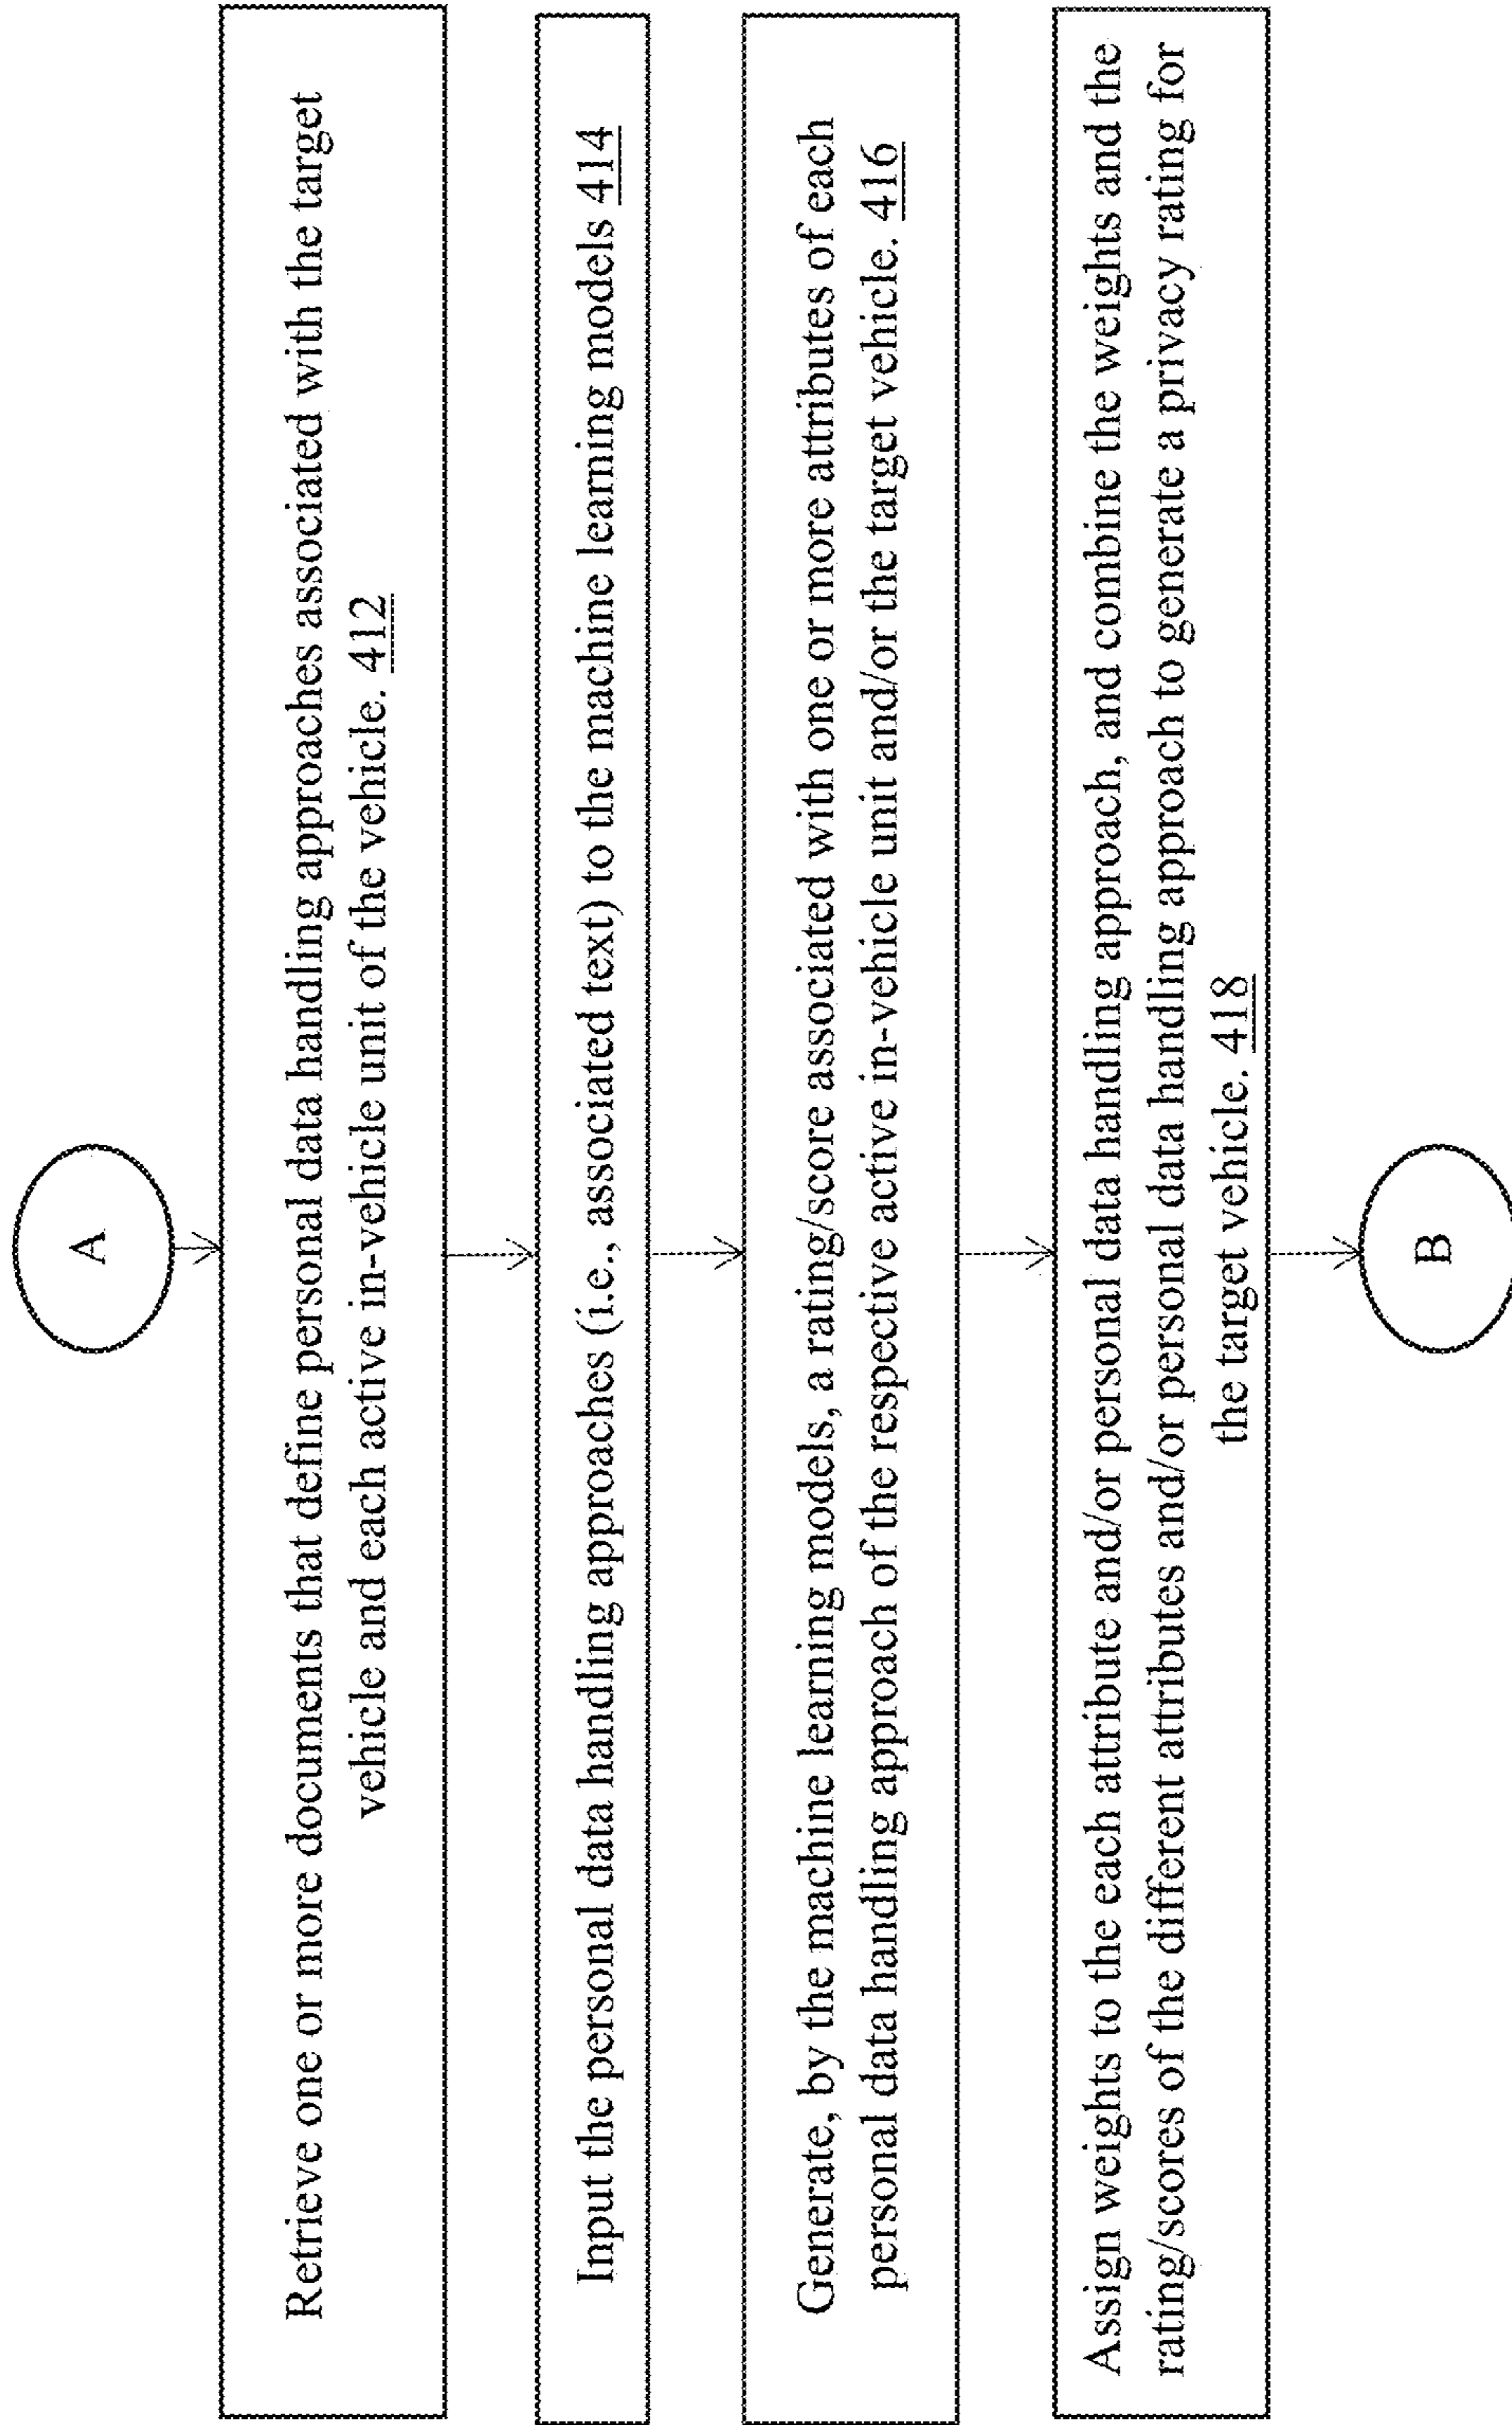 A
Retrieve one or more documents that define personal data handling approaches associated with the target
vehicle and each active in-vehicle unit of the vehicle. 412
Input the personal data handling approaches (i.e., associated text) to the machine learning models 414
Generate, by the machine learning models, a rating/score associated with one or more attributes of each
personal data handling approach of the respective active in-vehicle unit and/or the target vehicle. 416
Assign weights to the each attribute and/or personal data handling approach, and combine the weights and the
rating/scores of the different attributes and/or personal data handling approach to generate a privacy rating for
the target vehicle. 418
B